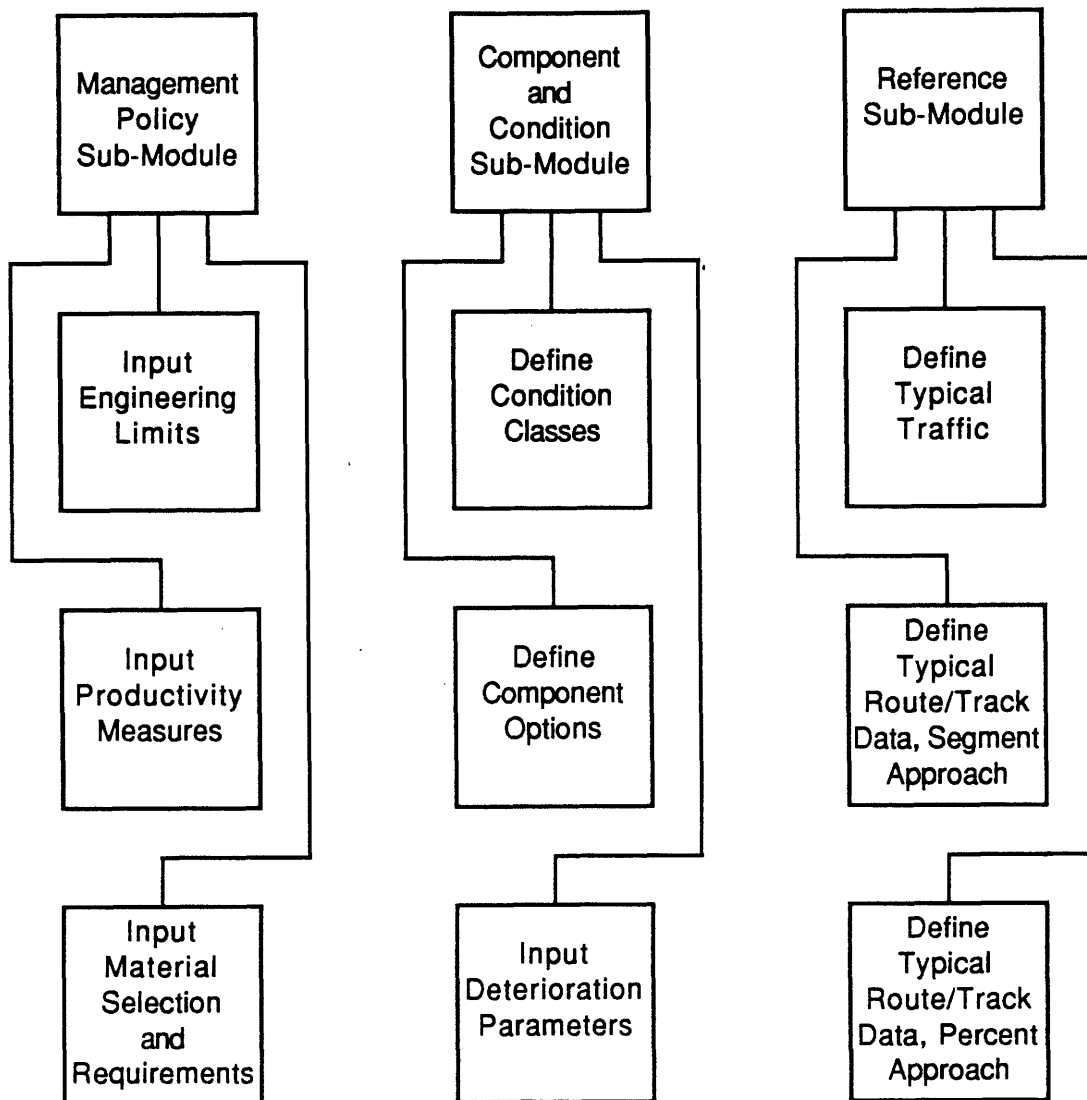 Management
Policy
Sub-Module
Component
and
Condition
Sub-Module
Reference
Sub-Module
Input
Engineering
Limits
Define
Condition
Classes
Define
Typical
Traffic
Input
Productivity
Measures
Define
Component
Options
Define
Typical
Route/Track
Data, Segment
Approach
Input
Material
Selection
and
Requirements
Input
Deterioration
Parameters
Define
Typical
Route/Track
Data, Percent
Approach